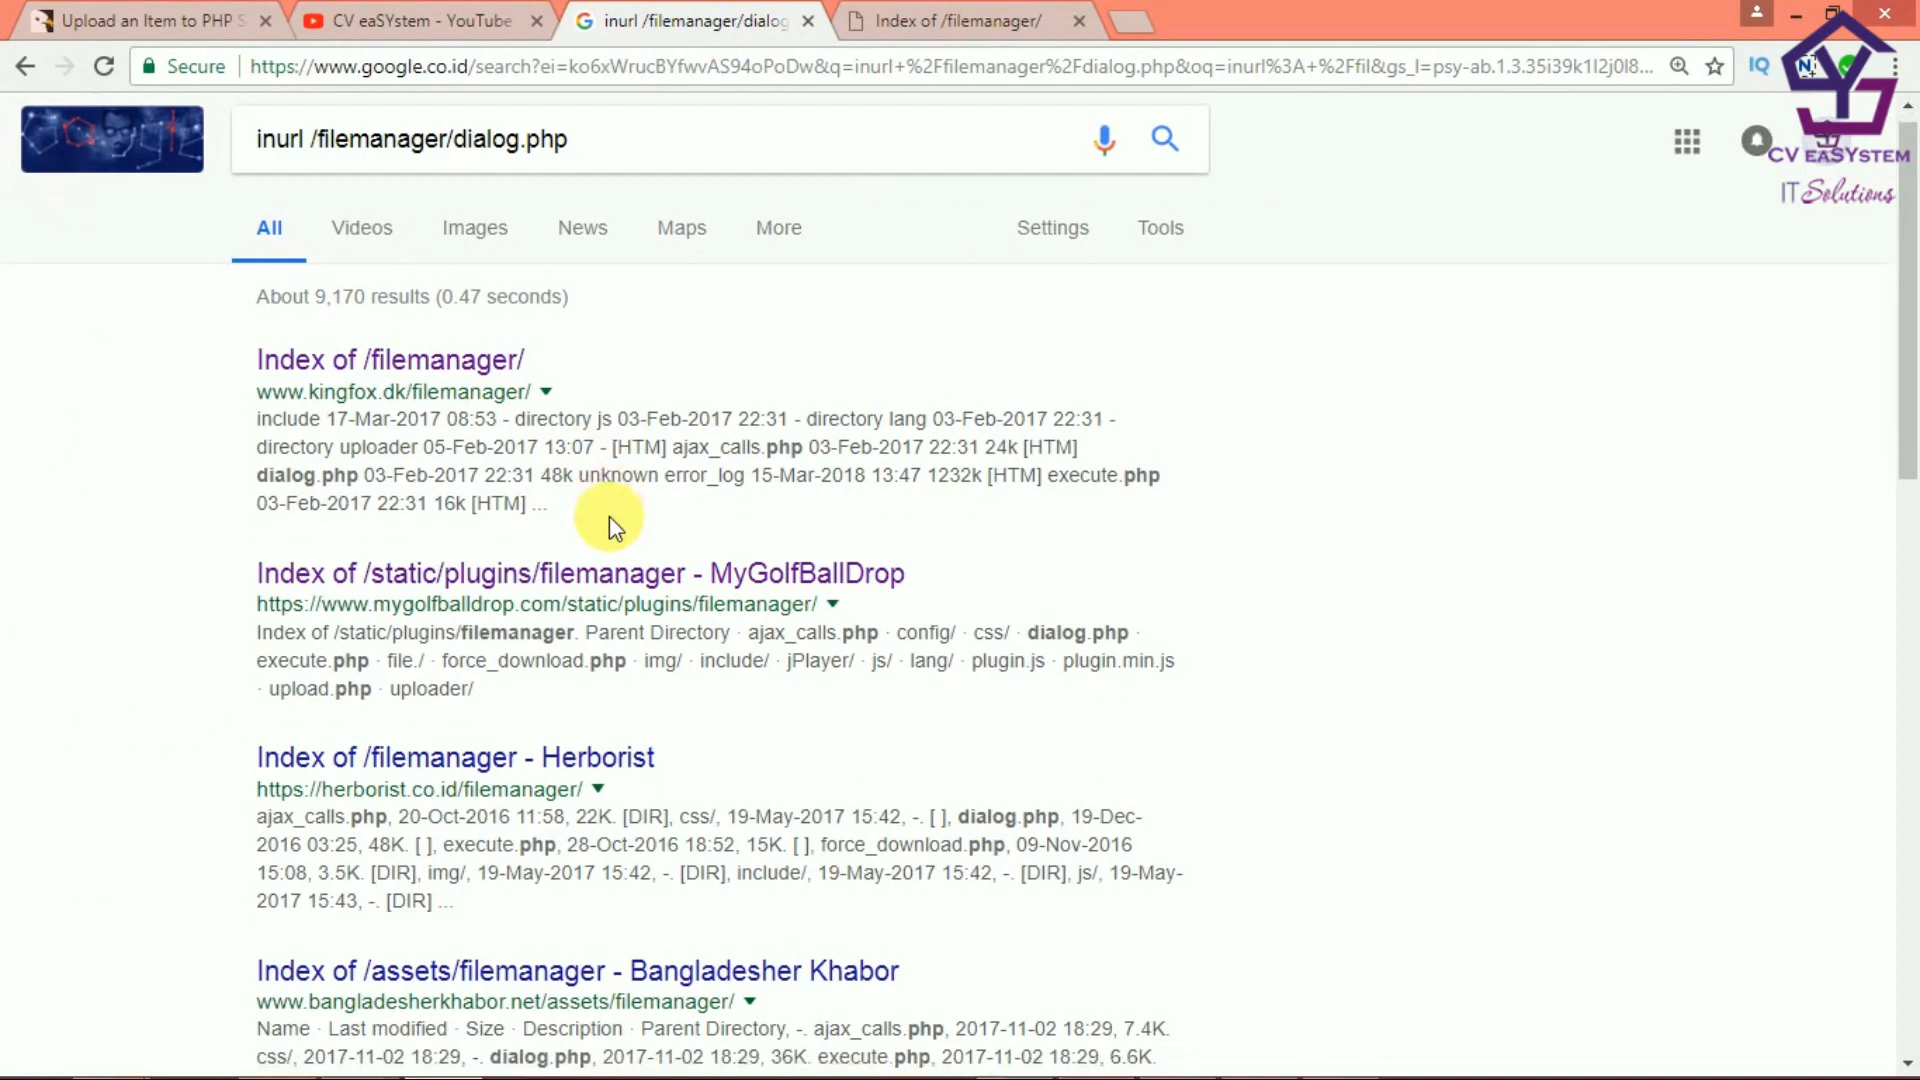 Upload an Item to PHP S
CV eaSYstem - YouTube
inurl /filemanager/dialog
Index of /filemanager/
Secure
https://www.google.co.id/search?ei=ko6xWrucBYfwvAS94oPoDw&q=inurl+%2Ffilemanager%2Fdialog.php&oq=inurl%3A+%2Ffil&gs_l=psy-ab.1.3.35i39k1l2j0l8...
IQ
inurl /filemanager/dialog.php
CV EASYSTEM
IT Solutions
All
Videos
Images
News
Maps
More
Settings
Tools
About 9,170 results (0.47 seconds)
Index of /filemanager/
www.kingfox.dk/filemanager/
include 17-Mar-2017 08:53 - directory js 03-Feb-2017 22:31 - directory lang 03-Feb-2017 22:31 -
directory uploader 05-Feb-2017 13:07 - [HTM] ajax_calls.php 03-Feb-2017 22:31 24k [HTM]
dialog.php 03-Feb-2017 22:31 48k unknown error_log 15-Mar-2018 13:47 1232k [HTM] execute.php
03-Feb-2017 22:31 16k [HTM] ...
Index of /static/plugins/filemanager - MyGolfBallDrop
https://www.mygolfballdrop.com/static/plugins/filemanager/
Index of /static/plugins/filemanager. Parent Directory · ajax_calls.php · config/ · css/ · dialog.php ·
execute.php · file./ · force_download.php · img/ · include/ · jPlayer/ · js/ · lang/ · plugin.js · plugin.min.js
· upload.php · uploader/
Index of /filemanager - Herborist
https://herborist.co.id/filemanager/
ajax_calls.php, 20-Oct-2016 11:58, 22K. [DIR], css/, 19-May-2017 15:42, -. [ ], dialog.php, 19-Dec-
2016 03:25, 48K. [ ], execute.php, 28-Oct-2016 18:52, 15K. [ ], force_download.php, 09-Nov-2016
15:08, 3.5K. [DIR], img/, 19-May-2017 15:42, -. [DIR], include/, 19-May-2017 15:42, -. [DIR], js/, 19-May-
2017 15:43, -. [DIR] ...
Index of /assets/filemanager - Bangladesher Khabor
www.bangladesherkhabor.net/assets/filemanager/
Name · Last modified · Size · Description · Parent Directory, -. ajax_calls.php, 2017-11-02 18:29, 7.4K.
css/, 2017-11-02 18:29, -. dialog.php, 2017-11-02 18:29, 36K. execute.php, 2017-11-02 18:29, 6.6K.